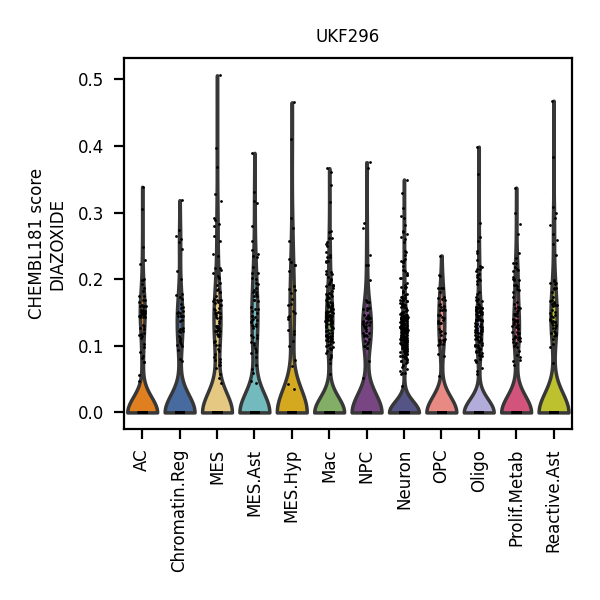 UKF296
CHEMBL181 score
DIAZOXIDE
0.5
0.4
0.3
0.2
0.1
0.0
AC
Chromatin.Reg
MES
MES.Ast
MES.Hyp
Mac
NPC
Neuron
OPC
Oligo
Prolif.Metab
Reactive.Ast